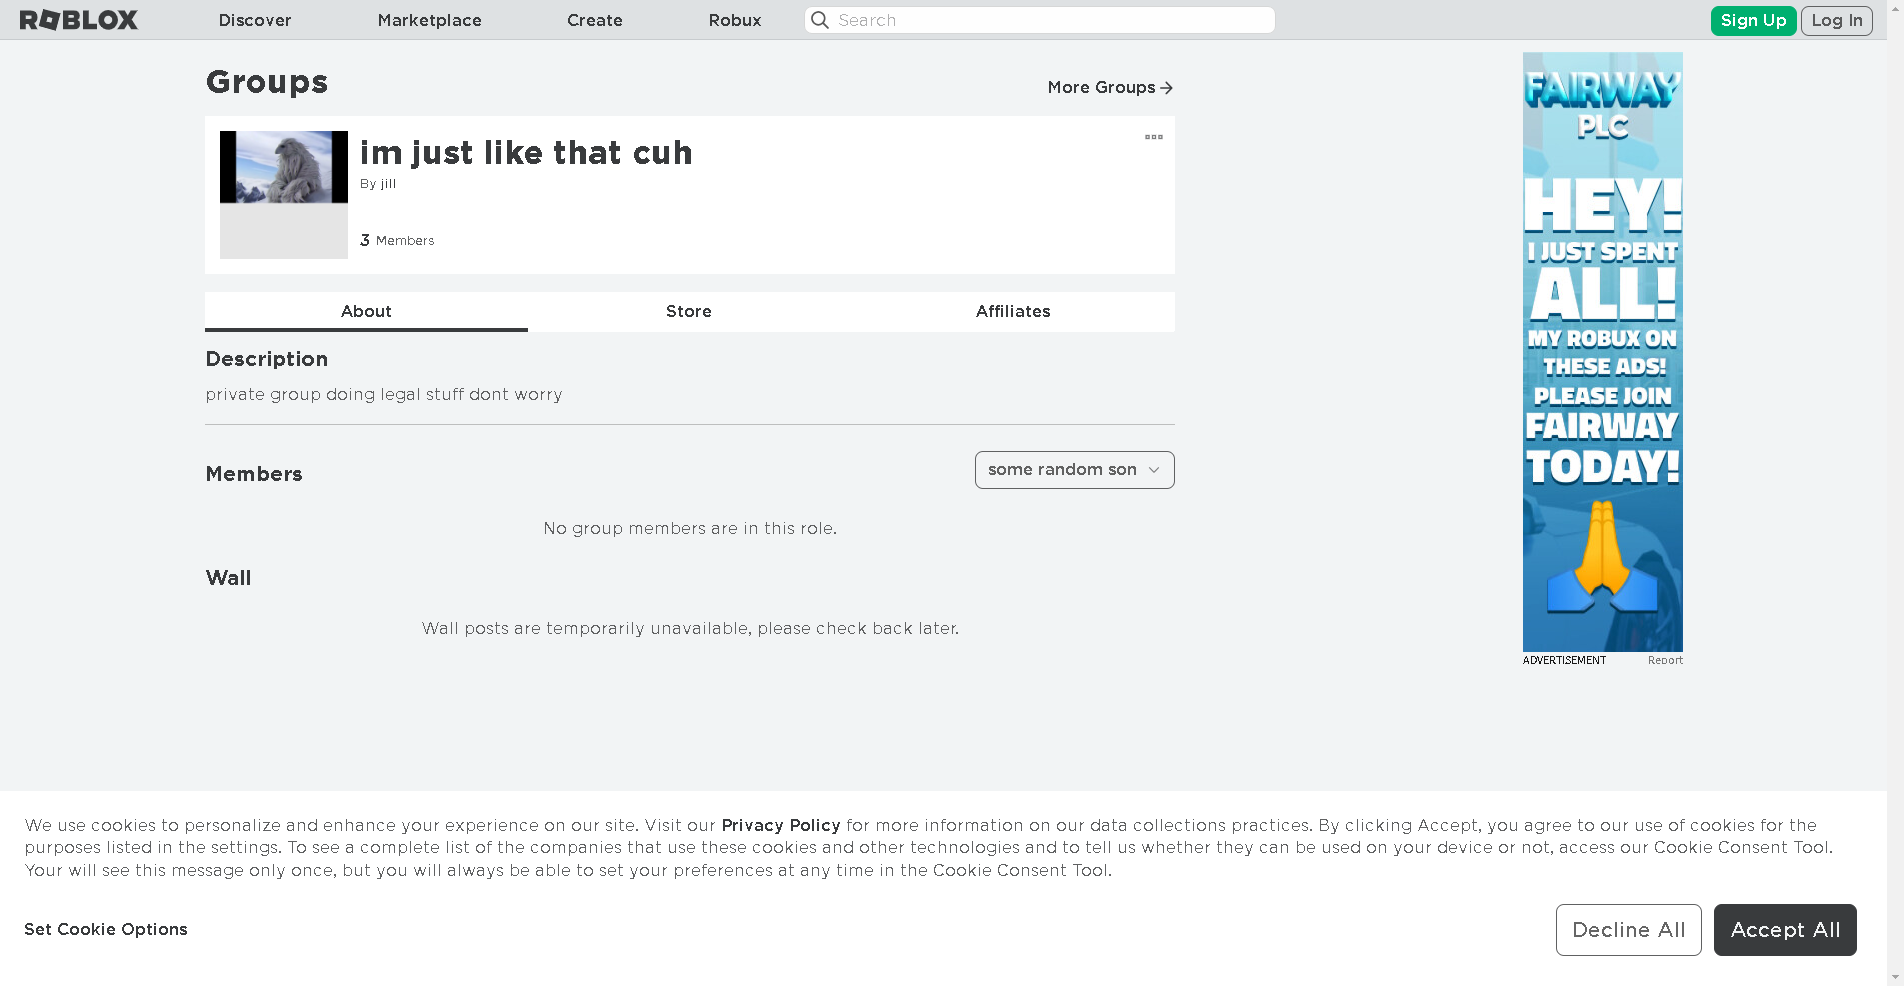 ROBLOX Discover Marketplace Create Robux Search Sign Up Log In
Groups
More Groups
im just like that cuh
By jill
3 Members
About Store Affiliates
Description
private group doing legal stuff dont worry
Members
some random son
No group members are in this role.
Wall
Wall posts are temporarily unavailable, please check back later.
FAIRWAY
PLC
HEY!
I JUST SPENT
ALL!
MY ROBUX ON
THESE ADS!
PLEASE JOIN
FAIRWAY
TODAY!
ADVERTISEMENT Report
We use cookies to personalize and enhance your experience on our site. Visit our Privacy Policy for more information on our data collections practices. By clicking Accept, you agree to our use of cookies for the
purposes listed in the settings. To see a complete list of the companies that use these cookies and other technologies and to tell us whether they can be used on your device or not, access our Cookie Consent Tool.
Your will see this message only once, but you will always be able to set your preferences at any time in the Cookie Consent Tool.
Set Cookie Options
Decline All
Accept All